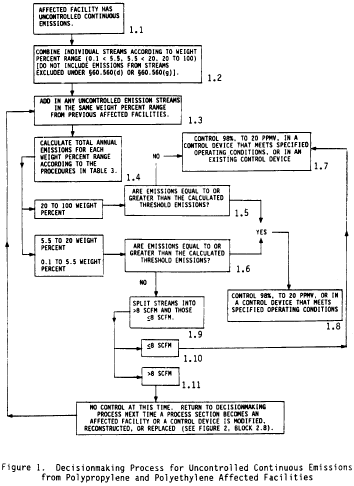 AFFECTED FACILITY HAS
UNCONTROLLED CONTINUOUS
EMISSIONS.
1.1
COMBINE INDIVIDUAL STREAMS ACCORDING TO WEIGHT
PERCENT RANGE (0.1 < 5.5, 5.5 < 20, 20 TO 100)
[DO NOT INCLUDE EMISSIONS FROM STREAMS
EXCLUDED UNDER §60.560(d) OR §60.560(g)].
1.2
ADD IN ANY UNCONTROLLED EMISSION STREAMS
IN THE SAME WEIGHT PERCENT RANGE
FROM PREVIOUS AFFECTED FACILITIES.
1.3
CALCULATE TOTAL ANNUAL
EMISSIONS FOR EACH
WEIGHT PERCENT RANGE
ACCORDING TO THE
PROCEDURES IN TABLE 3.
1.4
NO
CONTROL 98%, TO 20 PPMV, IN A
CONTROL DEVICE THAT MEETS SPECIFIED
OPERATING CONDITIONS, OR IN AN
EXISTING CONTROL DEVICE
1.7
20 TO 100 WEIGHT
PERCENT
ARE EMISSIONS EQUAL TO OR
GREATER THAN THE CALCULATED
THRESHOLD EMISSIONS?
1.5
YES
5.5 TO 20 WEIGHT
PERCENT
0.1 TO 5.5 WEIGHT
PERCENT
ARE EMISSIONS EQUAL TO OR
GREATER THAN THE CALCULATED
THRESHOLD EMISSIONS?
1.6
NO
CONTROL 98%, TO 20 PPMV, OR IN
A CONTROL DEVICE THAT MEETS
SPECIFIED OPERATING CONDITIONS
1.8
SPLIT STREAMS INTO
>8 SCFM AND THOSE
≤8 SCFM.
1.9
≤8 SCFM
1.10
>8 SCFM
1.11
NO CONTROL AT THIS TIME. RETURN TO DECISIONMAKING
PROCESS NEXT TIME A PROCESS SECTION BECOMES AN
AFFECTED FACILITY OR A CONTROL DEVICE IS MODIFIED,
RECONSTRUCTED, OR REPLACED (SEE FIGURE 2, BLOCK 2.8).
Figure 1. Decisionmaking Process for Uncontrolled Continuous Emissions
from Polypropylene and Polyethylene Affected Facilities